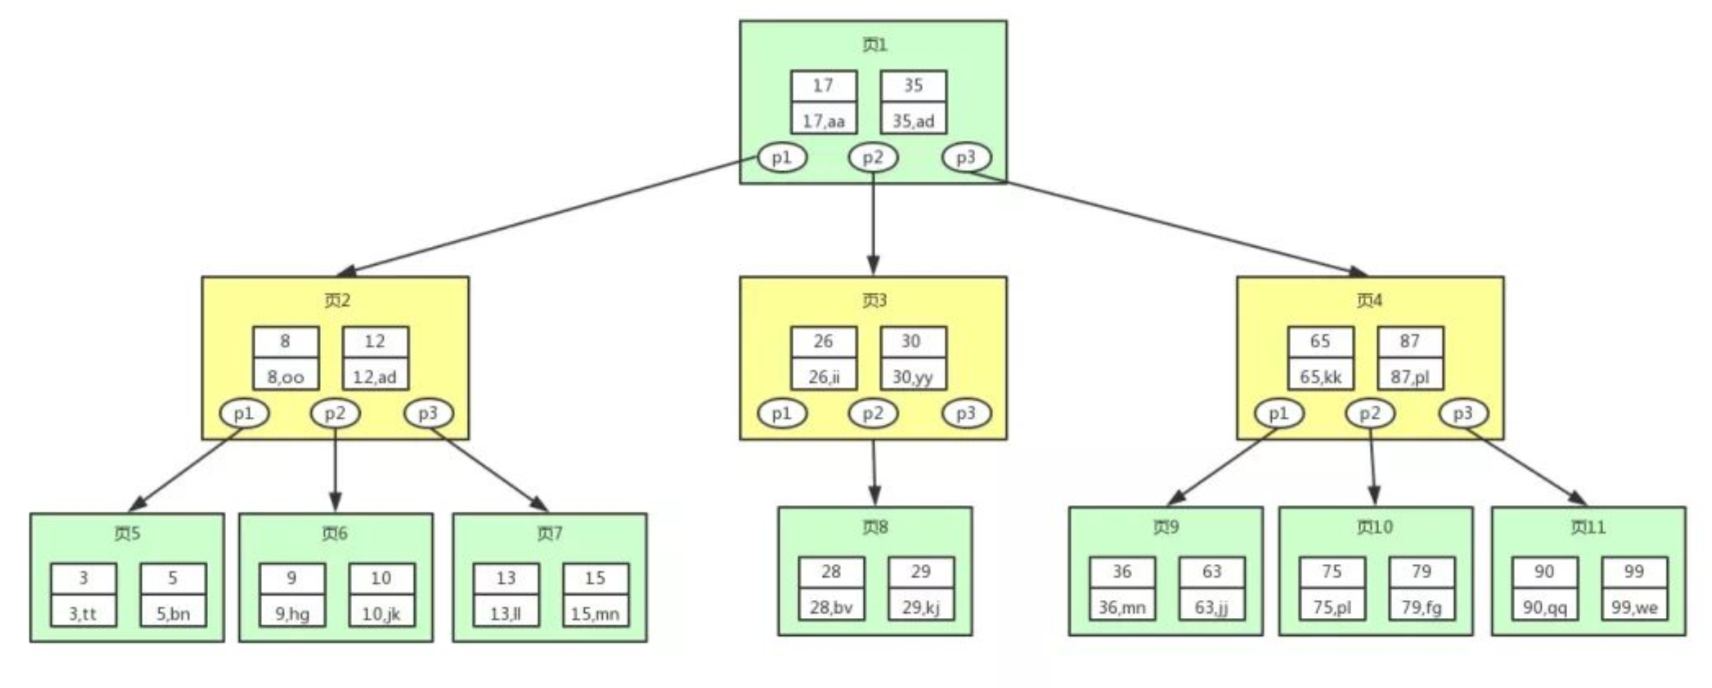 页1
17 35
17,aa 35,ad
p1 p2 p3
页2 页3 页4
8 12 26 30 65 87
8,oo 12,ad 26,ii 30,yy 65,kk 87,pl
p1 p2 p3 p1 p2 p3 p1 p2 p3
页5 页6 页7 页8 页9 页10 页11
3 5 9 10 13 15 28 29 36 63 75 79 90 99
3,tt 5,bn 9,hg 10,jk 13,ll 15,mn 28,bv 29,kj 36,mn 63,jj 75,pl 79,fg 90,qq 99,we